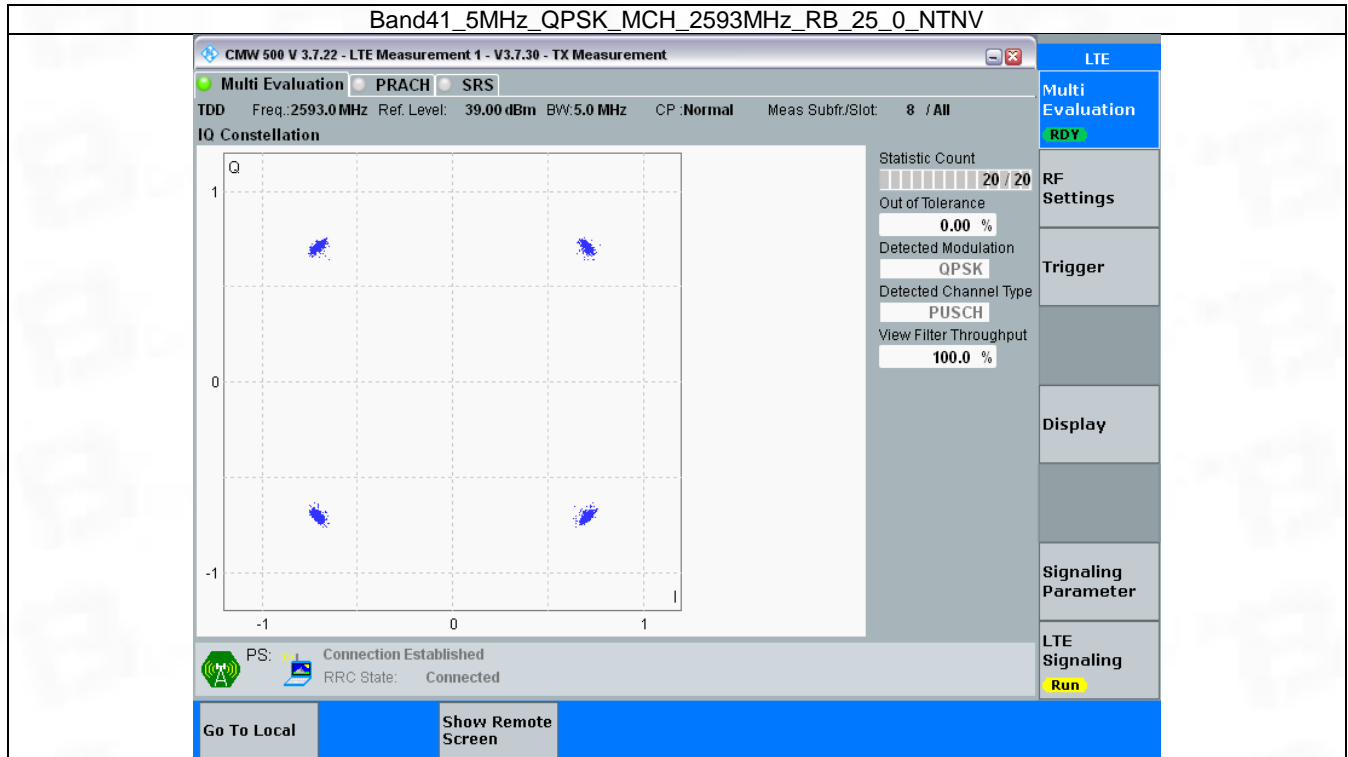 Band41_5MHz_QPSK_MCH_2593MHz_RB_25_0_NTNV
CMW 500 V 3.7.22 - LTE Measurement 1 - V3.7.30 - TX Measurement
LTE
Multi Evaluation PRACH SRS
Multi
Evaluation
RDY
TDD Freq.:2593.0 MHz Ref. Level: 39.00 dBm BW:5.0 MHz CP :Normal Meas Subfr./Slot: 8 / All
IQ Constellation
Q
1
0
-1
I
-1 0 1
Statistic Count
20 / 20
Out of Tolerance
0.00 %
Detected Modulation
QPSK
Detected Channel Type
PUSCH
View Filter Throughput
100.0 %
RF
Settings
Trigger
Display
Signaling
Parameter
LTE
Signaling
Run
PS: Connection Established
RRC State: Connected
Go To Local
Show Remote
Screen